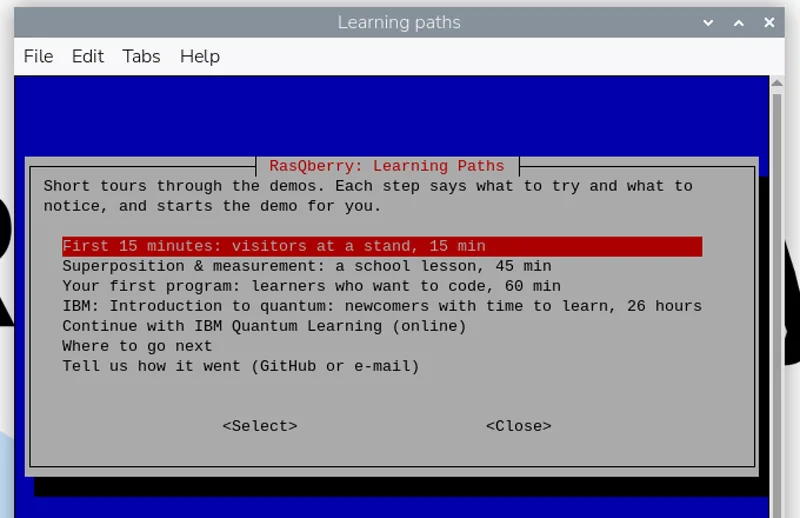 Learning paths
File Edit Tabs Help
RasQberry: Learning Paths
Short tours through the demos. Each step says what to try and what to
notice, and starts the demo for you.
First 15 minutes: visitors at a stand, 15 min
Superposition & measurement: a school lesson, 45 min
Your first program: learners who want to code, 60 min
IBM: Introduction to quantum: newcomers with time to learn, 26 hours
Continue with IBM Quantum Learning (online)
Where to go next
Tell us how it went (GitHub or e-mail)
<Select> <Close>